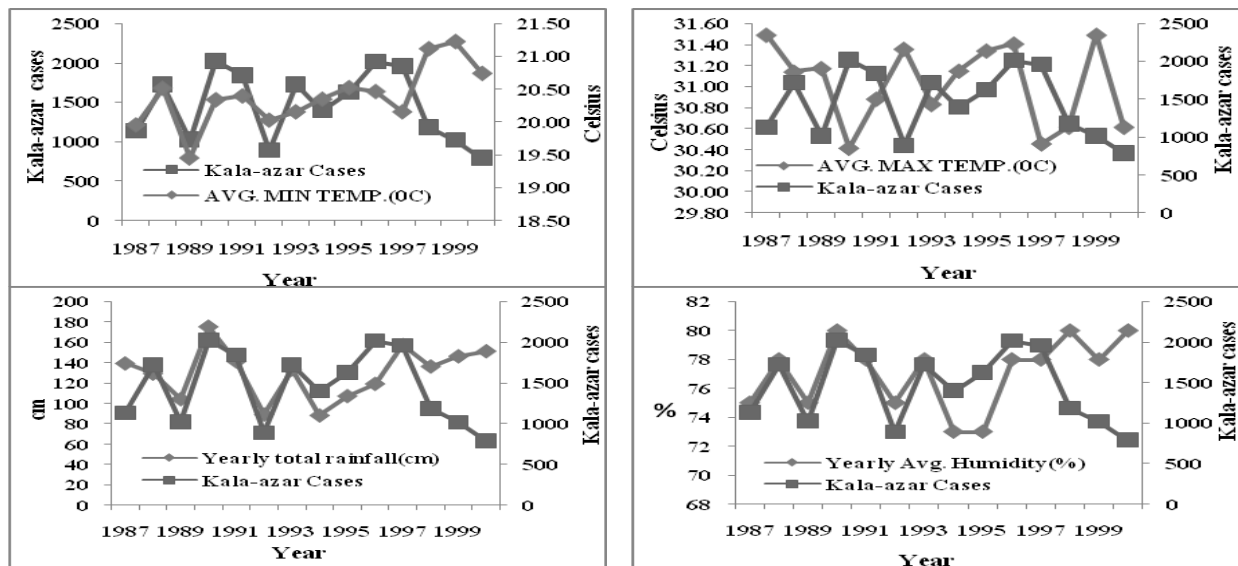 2500
2000
1500
1000
500
0
Kala-azar cases
21.50
21.00
20.50
20.00
19.50
19.00
18.50
Celsius
Kala-azar Cases
AVG. MIN TEMP.(0C)
1987 1989 1991 1993 1995 1997 1999
Year
31.60
31.40
31.20
31.00
30.80
30.60
30.40
30.20
30.00
29.80
Celsius
2500
2000
1500
1000
500
0
Kala-azar cases
AVG. MAX TEMP.(0C)
Kala-azar Cases
1987 1989 1991 1993 1995 1997 1999
Year
200
180
160
140
120
100
80
60
40
20
0
cm
2500
2000
1500
1000
500
0
Kala-azar cases
Yearly total rainfall(cm)
Kala-azar Cases
1987 1989 1991 1993 1995 1997 1999
Year
82
80
78
76
74
72
70
68
%
2500
2000
1500
1000
500
0
Kala-azar cases
Yearly Avg. Humidity(%)
Kala-azar Cases
1987 1989 1991 1993 1995 1997 1999
Year